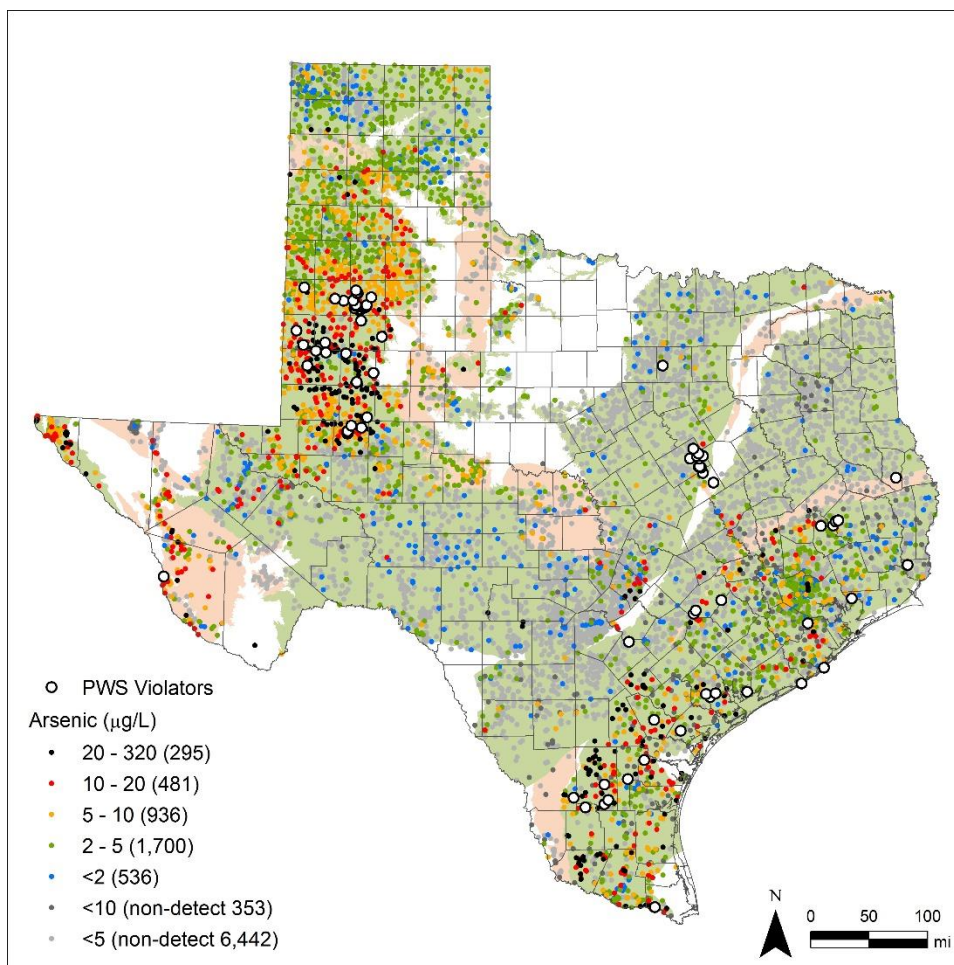 PWS Violators
Arsenic (μg/L)
20 - 320 (295)
10 - 20 (481)
5 - 10 (936)
2 - 5 (1,700)
<2 (536)
<10 (non-detect 353)
<5 (non-detect 6,442)
N
0 50 100
mi